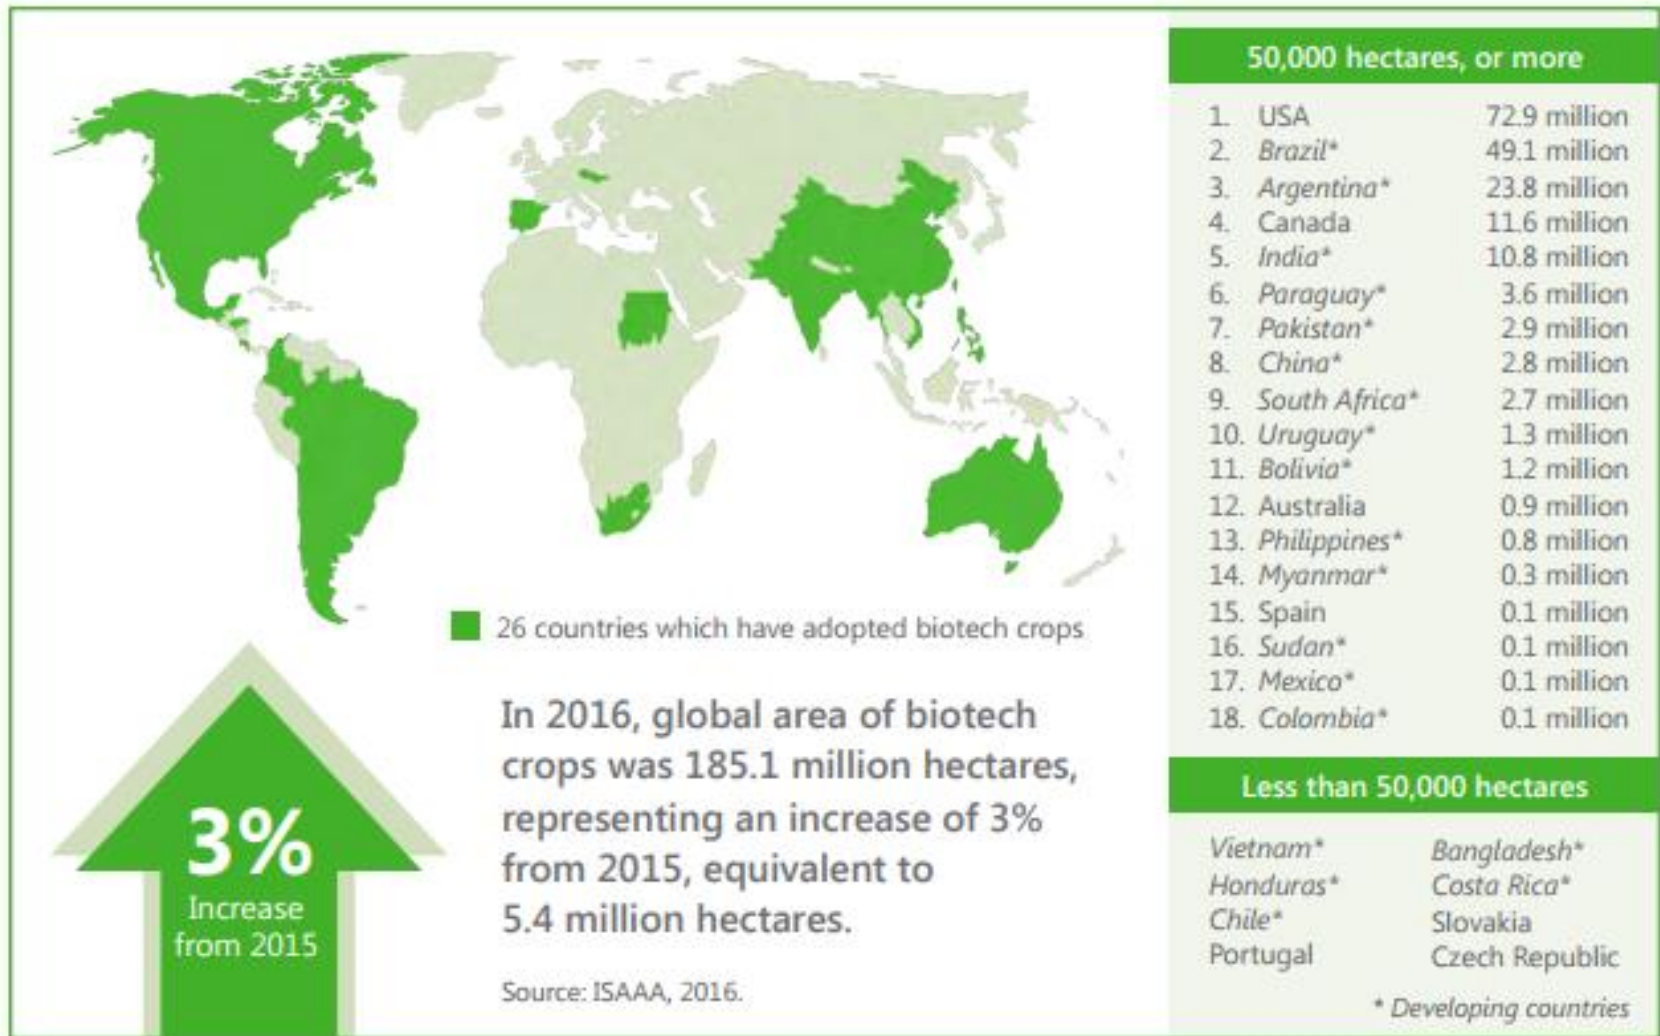 50,000 hectares, or more
1. USA 72.9 million
2. Brazil* 49.1 million
3. Argentina* 23.8 million
4. Canada 11.6 million
5. India* 10.8 million
6. Paraguay* 3.6 million
7. Pakistan* 2.9 million
8. China* 2.8 million
9. South Africa* 2.7 million
10. Uruguay* 1.3 million
11. Bolivia* 1.2 million
12. Australia 0.9 million
13. Philippines* 0.8 million
14. Myanmar* 0.3 million
15. Spain 0.1 million
16. Sudan* 0.1 million
17. Mexico* 0.1 million
18. Colombia* 0.1 million
Less than 50,000 hectares
Vietnam* Bangladesh*
Honduras* Costa Rica*
Chile* Slovakia
Portugal Czech Republic
* Developing countries
26 countries which have adopted biotech crops
In 2016, global area of biotech
crops was 185.1 million hectares,
representing an increase of 3%
from 2015, equivalent to
5.4 million hectares.
Source: ISAAA, 2016.
3%
Increase
from 2015